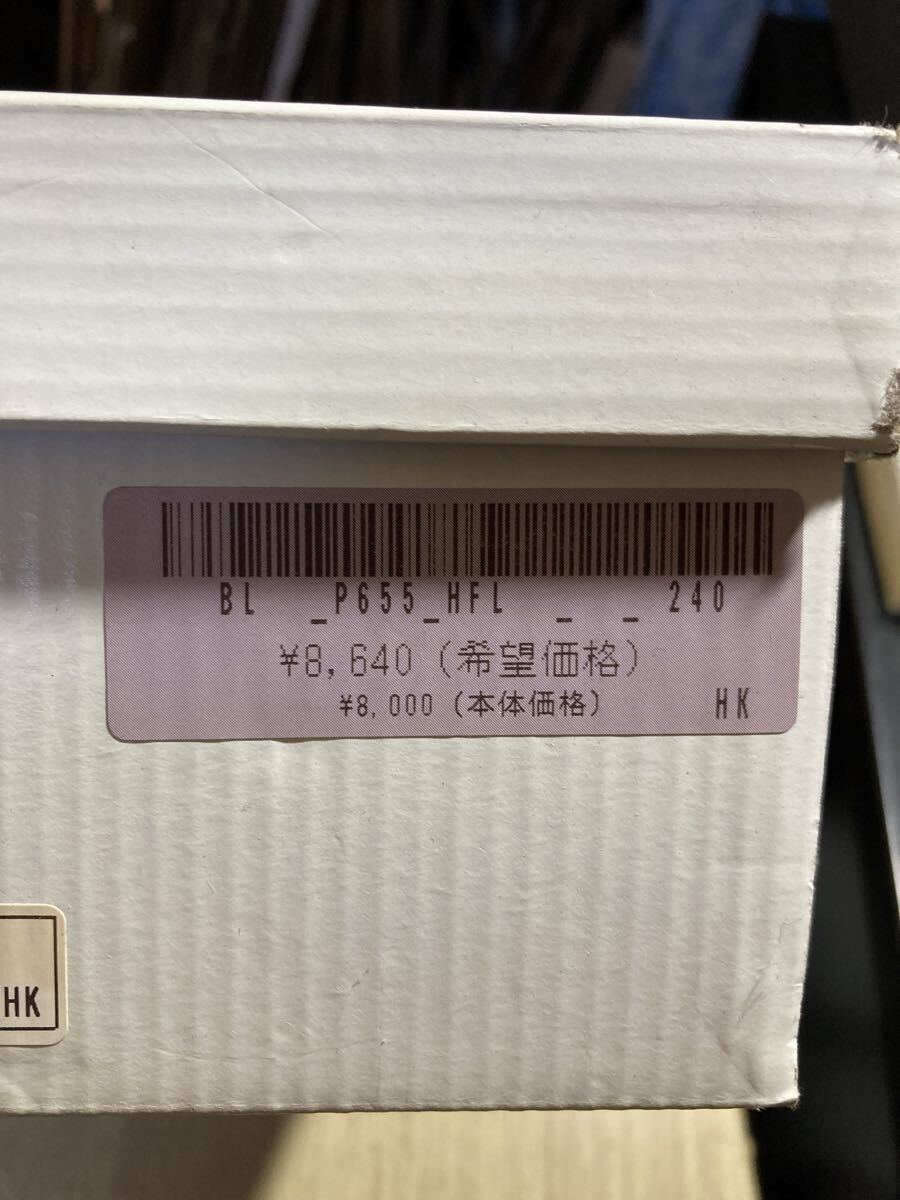 BL _P655_HFL _ _ 240
¥8,640 (希望価格)
¥8,000 (本体価格) HK
HK